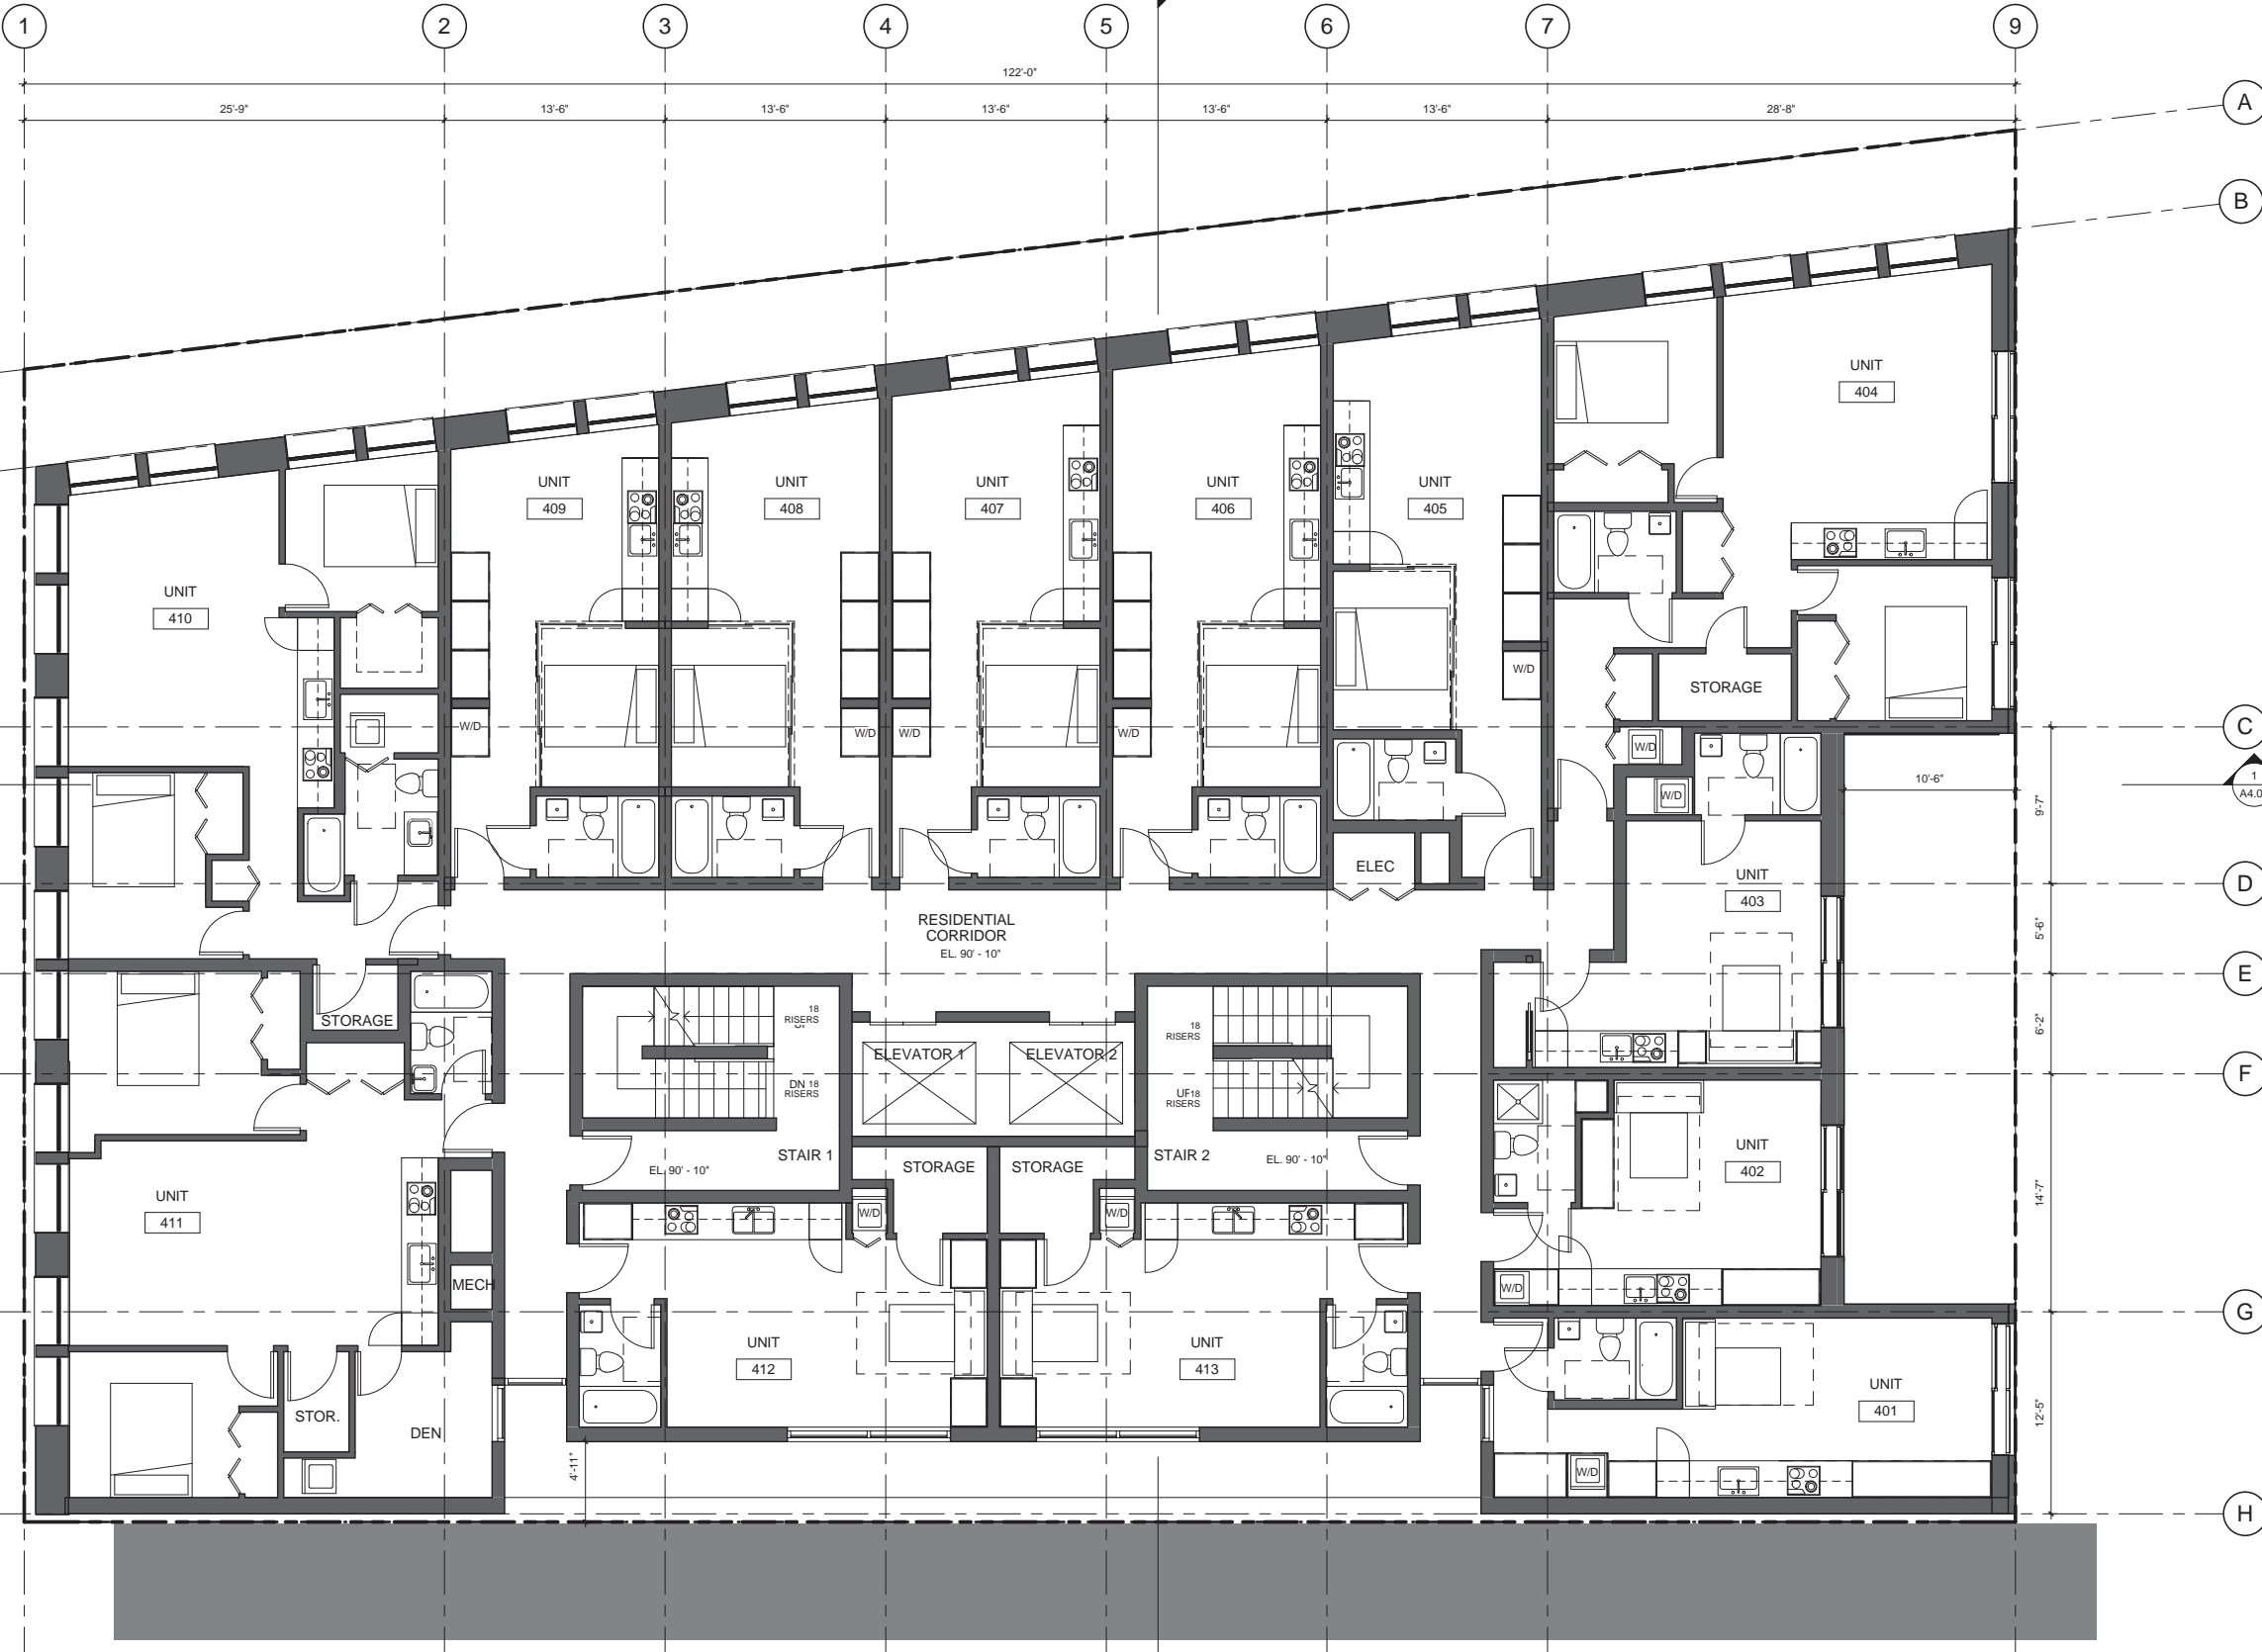 1
2
3
4
5
6
7
9
122'-0"
25'-9"
13'-6"
13'-6"
13'-6"
13'-6"
13'-6"
28'-8"
A
B
UNIT
404
UNIT
409
UNIT
408
UNIT
407
UNIT
406
UNIT
405
UNIT
410
W/D
STORAGE
W/D
W/D
W/D
W/D
W/D
W/D
C
10'-6"
1
A4.0
9'-7"
ELEC
UNIT
403
D
RESIDENTIAL
CORRIDOR
EL. 90' - 10"
5'-6"
E
STORAGE
18
RISERS
18
RISERS
ELEVATOR 1
ELEVATOR 2
6'-2"
F
DN 18
RISERS
18
RISERS
STAIR 1
STAIR 2
EL. 90' - 10"
EL. 90' - 10"
STORAGE
STORAGE
UNIT
402
UNIT
411
W/D
W/D
14'-7"
MECH
W/D
G
UNIT
412
UNIT
413
UNIT
401
STOR.
DEN
12'-5"
4'-11"
W/D
H